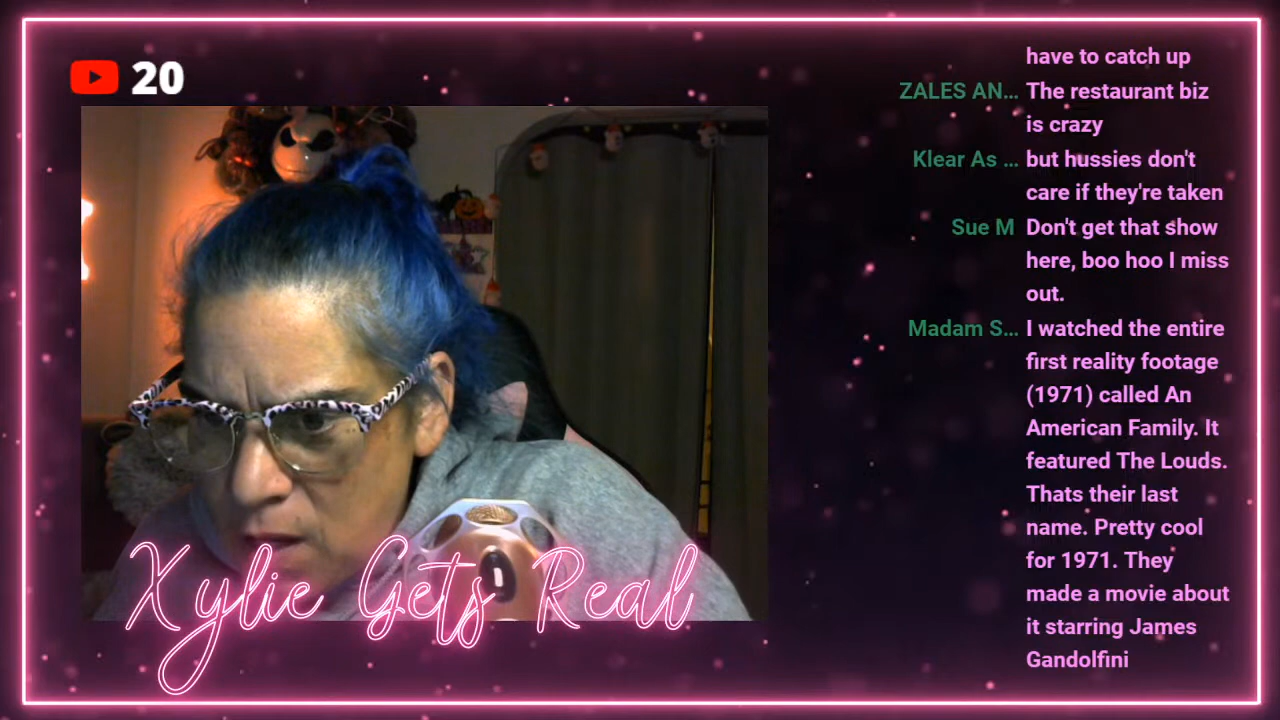 20
have to catch up
ZALES AN... The restaurant biz
is crazy
Klear As ... but hussies don't
care if they're taken
Sue M Don't get that show
here, boo hoo I miss
out.
Madam S... I watched the entire
first reality footage
(1971) called An
American Family. It
featured The Louds.
Thats their last
name. Pretty cool
for 1971. They
made a movie about
it starring James
Gandolfini
Xylie Gets Real